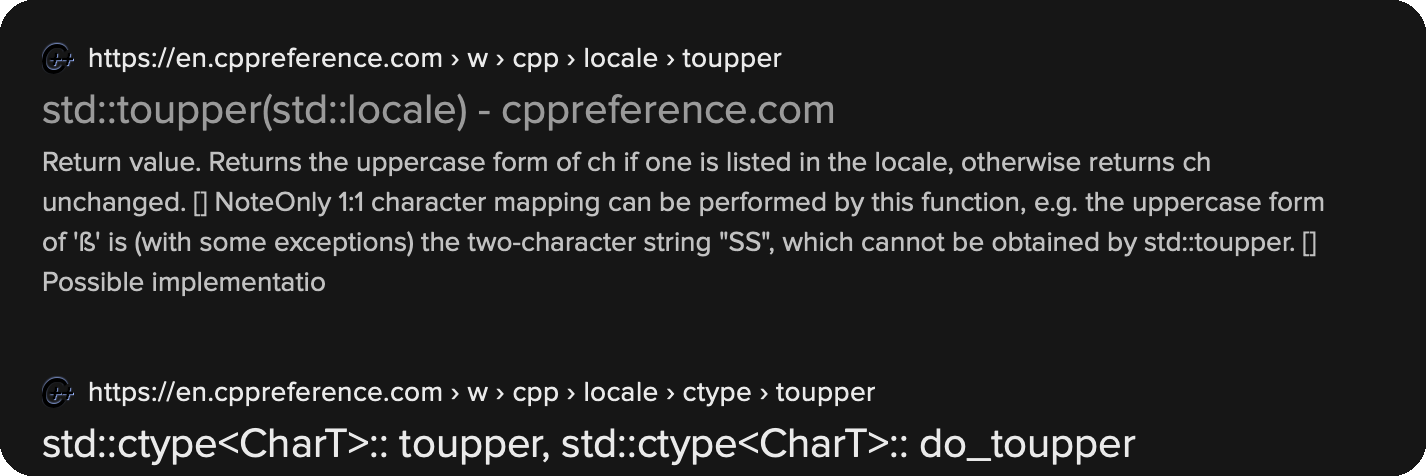 https://en.cppreference.com › w › cpp › locale › toupper
std::toupper(std::locale) - cppreference.com
Return value. Returns the uppercase form of ch if one is listed in the locale, otherwise returns ch
unchanged. [] NoteOnly 1:1 character mapping can be performed by this function, e.g. the uppercase form
of 'ß' is (with some exceptions) the two-character string "SS", which cannot be obtained by std::toupper. []
Possible implementatio
https://en.cppreference.com › w › cpp › locale › ctype › toupper
std::ctype<CharT>:: toupper, std::ctype<CharT>:: do_toupper